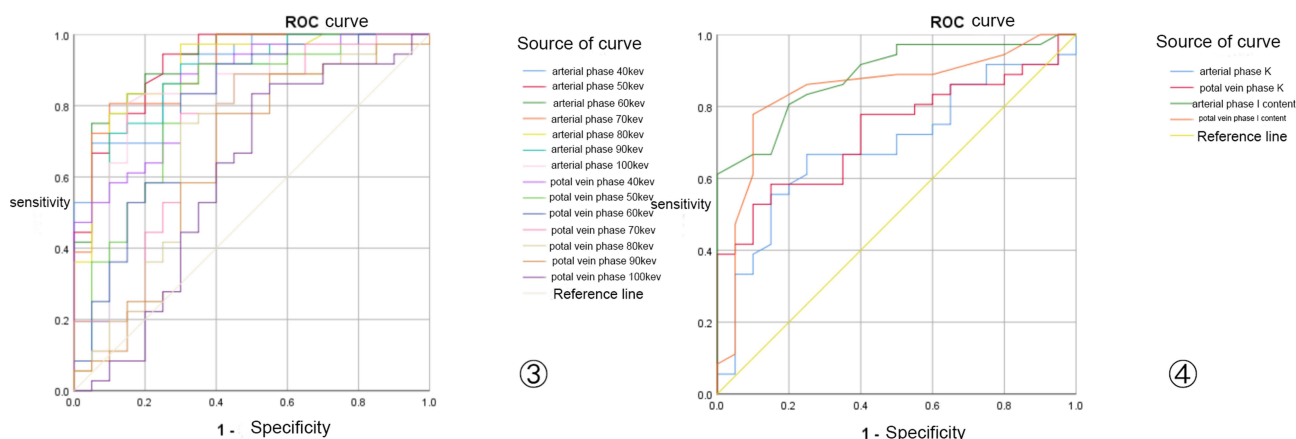 ROC curve
1.0
0.8
0.6
sensitivity
0.4
0.2
0.0
0.0 0.2 0.4 0.6 0.8 1.0
1 - Specificity
Source of curve
arterial phase 40kev
arterial phase 50kev
arterial phase 60kev
arterial phase 70kev
arterial phase 80kev
arterial phase 90kev
arterial phase 100kev
potal vein phase 40kev
potal vein phase 50kev
potal vein phase 60kev
potal vein phase 70kev
potal vein phase 80kev
potal vein phase 90kev
potal vein phase 100kev
Reference line
③
ROC curve
1.0
0.8
0.6
sensitivity
0.4
0.2
0.0
0.0 0.2 0.4 0.6 0.8 1.0
1 - Specificity
Source of curve
arterial phase K
potal vein phase K
arterial phase I content
potal vein phase I content
Reference line
④